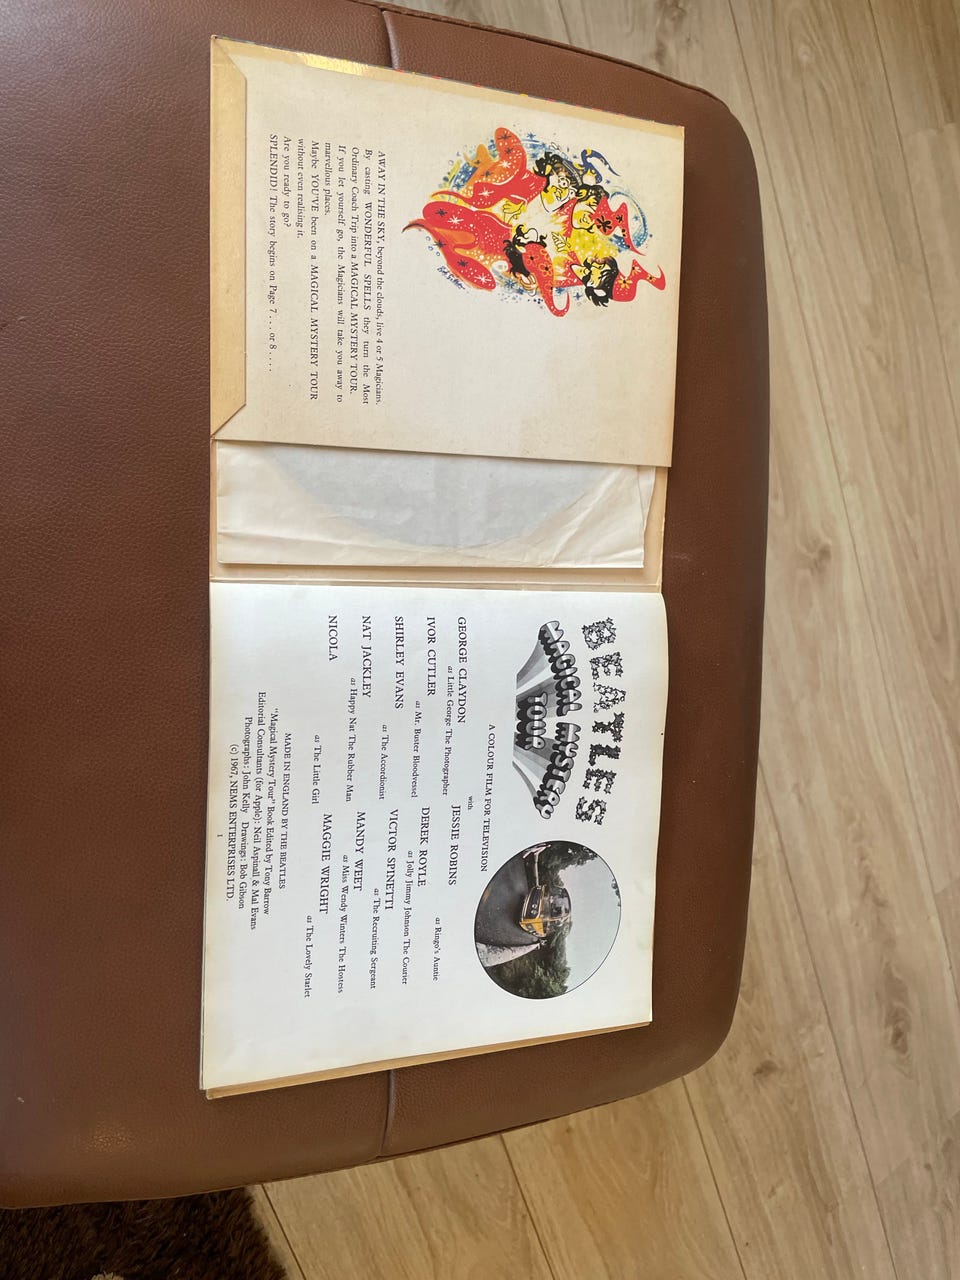 Bob Gibson
AWAY IN THE SKY, beyond the clouds, live 4 or 5 Magicians.
By casting WONDERFUL SPELLS they turn the Most
Ordinary Coach Trip into a MAGICAL MYSTERY TOUR.
If you let yourself go, the Magicians will take you away to
marvellous places.
Maybe YOU'VE been on a MAGICAL MYSTERY TOUR
without even realising it.
Are you ready to go?
SPLENDID! The story begins on Page 7 . . . or 8 . . . .
BEATLES
MAGICAL MYSTERY
TOUR
A COLOUR FILM FOR TELEVISION
with
GEORGE CLAYDON
as Little George The Photographer
IVOR CUTLER
as Mr. Buster Bloodvessel
SHIRLEY EVANS
as The Accordionist
NAT JACKLEY
as Happy Nat The Rubber Man
NICOLA
as The Little Girl
JESSIE ROBINS
as Ringo's Auntie
DEREK ROYLE
as Jolly Jimmy Johnson The Courier
VICTOR SPINETTI
as The Recruiting Sergeant
MANDY WEET
as Miss Wendy Winters The Hostess
MAGGIE WRIGHT
as The Lovely Starlet
MADE IN ENGLAND BY THE BEATLES
"Magical Mystery Tour" Book Edited by Tony Barrow
Editorial Consultants (for Apple): Neil Aspinall & Mal Evans
Photographs: John Kelly Drawings: Bob Gibson
(c) 1967, NEMS ENTERPRISES LTD.
1